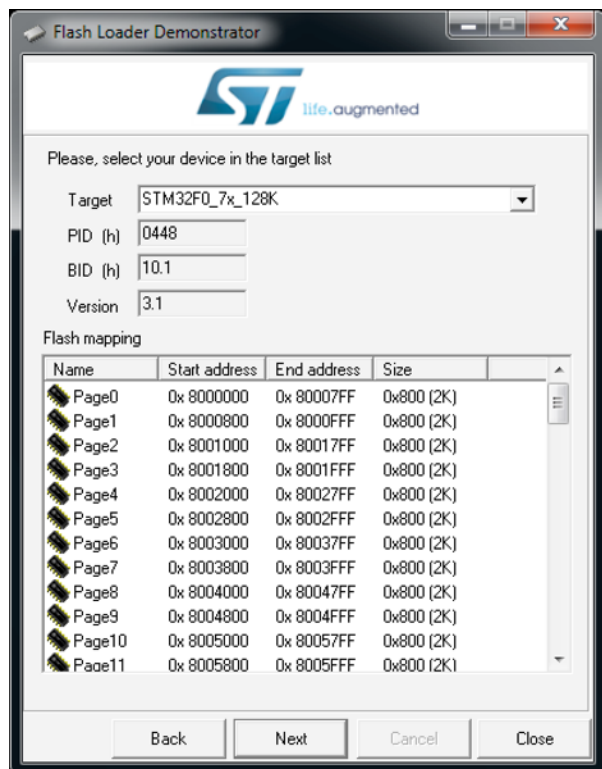 Flash Loader Demonstrator
ST life.augmented
Please, select your device in the target list
Target STM32F0_7x_128K
PID (h) 0448
BID (h) 10.1
Version 3.1
Flash mapping
Name Start address End address Size
Page0 0x 8000000 0x 80007FF 0x800 (2K)
Page1 0x 8000800 0x 8000FFF 0x800 (2K)
Page2 0x 8001000 0x 80017FF 0x800 (2K)
Page3 0x 8001800 0x 8001FFF 0x800 (2K)
Page4 0x 8002000 0x 80027FF 0x800 (2K)
Page5 0x 8002800 0x 8002FFF 0x800 (2K)
Page6 0x 8003000 0x 80037FF 0x800 (2K)
Page7 0x 8003800 0x 8003FFF 0x800 (2K)
Page8 0x 8004000 0x 80047FF 0x800 (2K)
Page9 0x 8004800 0x 8004FFF 0x800 (2K)
Page10 0x 8005000 0x 80057FF 0x800 (2K)
Page11 0x 8005800 0x 8005FFF 0x800 (2K)
Back Next Cancel Close